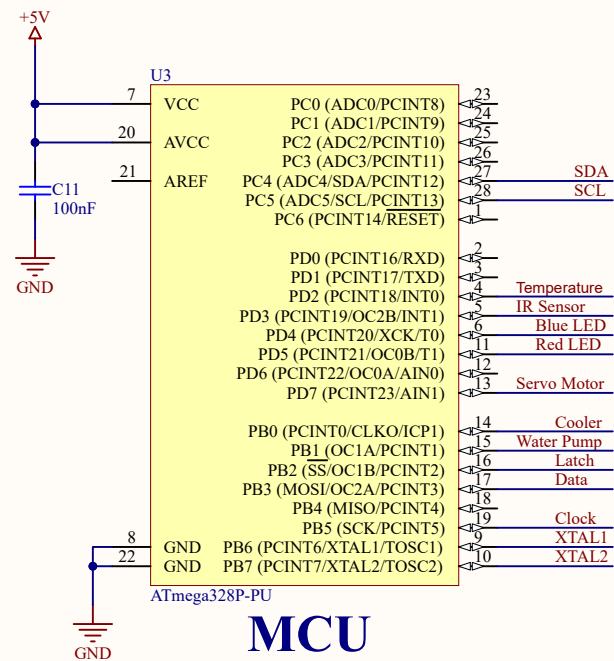 +5V
U3
7 VCC
20 AVCC
21 AREF
C11
100nF
GND
8 GND
22 GND
GND
PC0 (ADC0/PCINT8) 23
PC1 (ADC1/PCINT9) 24
PC2 (ADC2/PCINT10) 25
PC3 (ADC3/PCINT11) 26
PC4 (ADC4/SDA/PCINT12) 27 SDA
PC5 (ADC5/SCL/PCINT13) 28 SCL
PC6 (PCINT14/RESET) 1
PD0 (PCINT16/RXD) 2
PD1 (PCINT17/TXD) 3
PD2 (PCINT18/INT0) 4 Temperature
PD3 (PCINT19/OC2B/INT1) 5 IR Sensor
PD4 (PCINT20/XCK/T0) 6 Blue LED
PD5 (PCINT21/OC0B/T1) 11 Red LED
PD6 (PCINT22/OC0A/AIN0) 12
PD7 (PCINT23/AIN1) 13 Servo Motor
PB0 (PCINT0/CLKO/ICP1) 14 Cooler
PB1 (OC1A/PCINT1) 15 Water Pump
PB2 (SS/OC1B/PCINT2) 16 Latch
PB3 (MOSI/OC2A/PCINT3) 17 Data
PB4 (MISO/PCINT4) 18
PB5 (SCK/PCINT5) 19 Clock
PB6 (PCINT6/XTAL1/TOSC1) 9 XTAL1
PB7 (PCINT7/XTAL2/TOSC2) 10 XTAL2
ATmega328P-PU
MCU